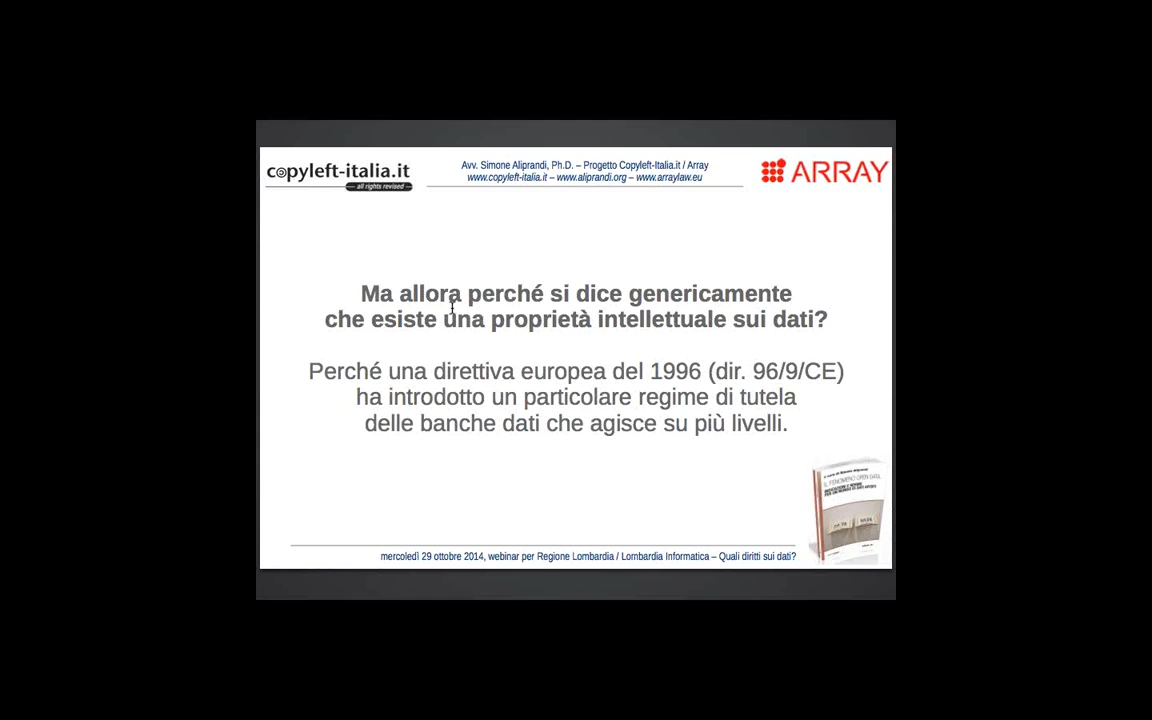 copyleft-italia.it
all rights revised
Avv. Simone Aliprandi, Ph.D. – Progetto Copyleft-Italia.it / Array
www.copyleft-italia.it – www.aliprandi.org – www.arraylaw.eu
ARRAY
Ma allora perché si dice genericamente
che esiste una proprietà intellettuale sui dati?
Perché una direttiva europea del 1996 (dir. 96/9/CE)
ha introdotto un particolare regime di tutela
delle banche dati che agisce su più livelli.
IL FENOMENO OPEN DATA
mercoledì 29 ottobre 2014, webinar per Regione Lombardia / Lombardia Informatica – Quali diritti sui dati?